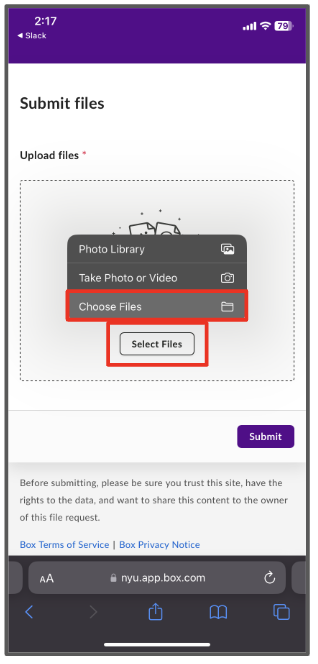 2:17
79
◀ Slack
Submit files
Upload files *
Photo Library
Take Photo or Video
Choose Files
Select Files
Submit
Before submitting, please be sure you trust this site, have the
rights to the data, and want to share this content to the owner
of this file request.
Box Terms of Service | Box Privacy Notice
AA
nyu.app.box.com